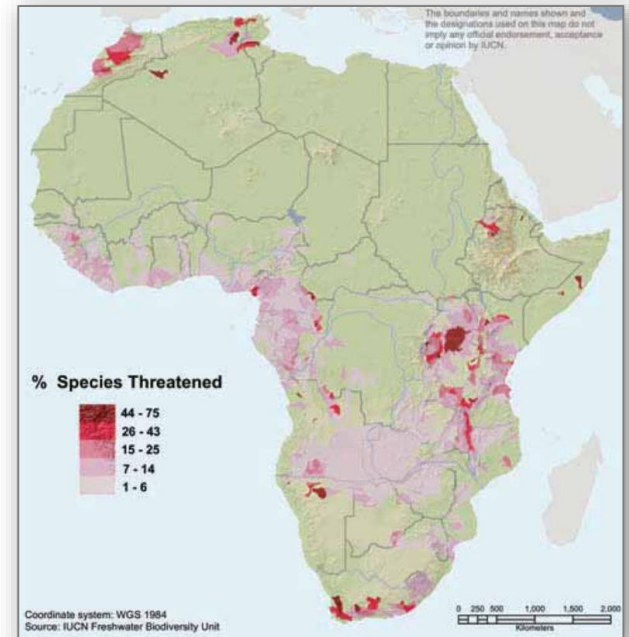 The boundaries and names shown and
the designations used on this map do not
imply any official endorsement, acceptance
or opinion by IUCN.
% Species Threatened
44 - 75
26 - 43
15 - 25
7 - 14
1 - 6
Coordinate system: WGS 1984
Source: IUCN Freshwater Biodiversity Unit
0 250 500 1,000 1,500 2,000
Kilometers